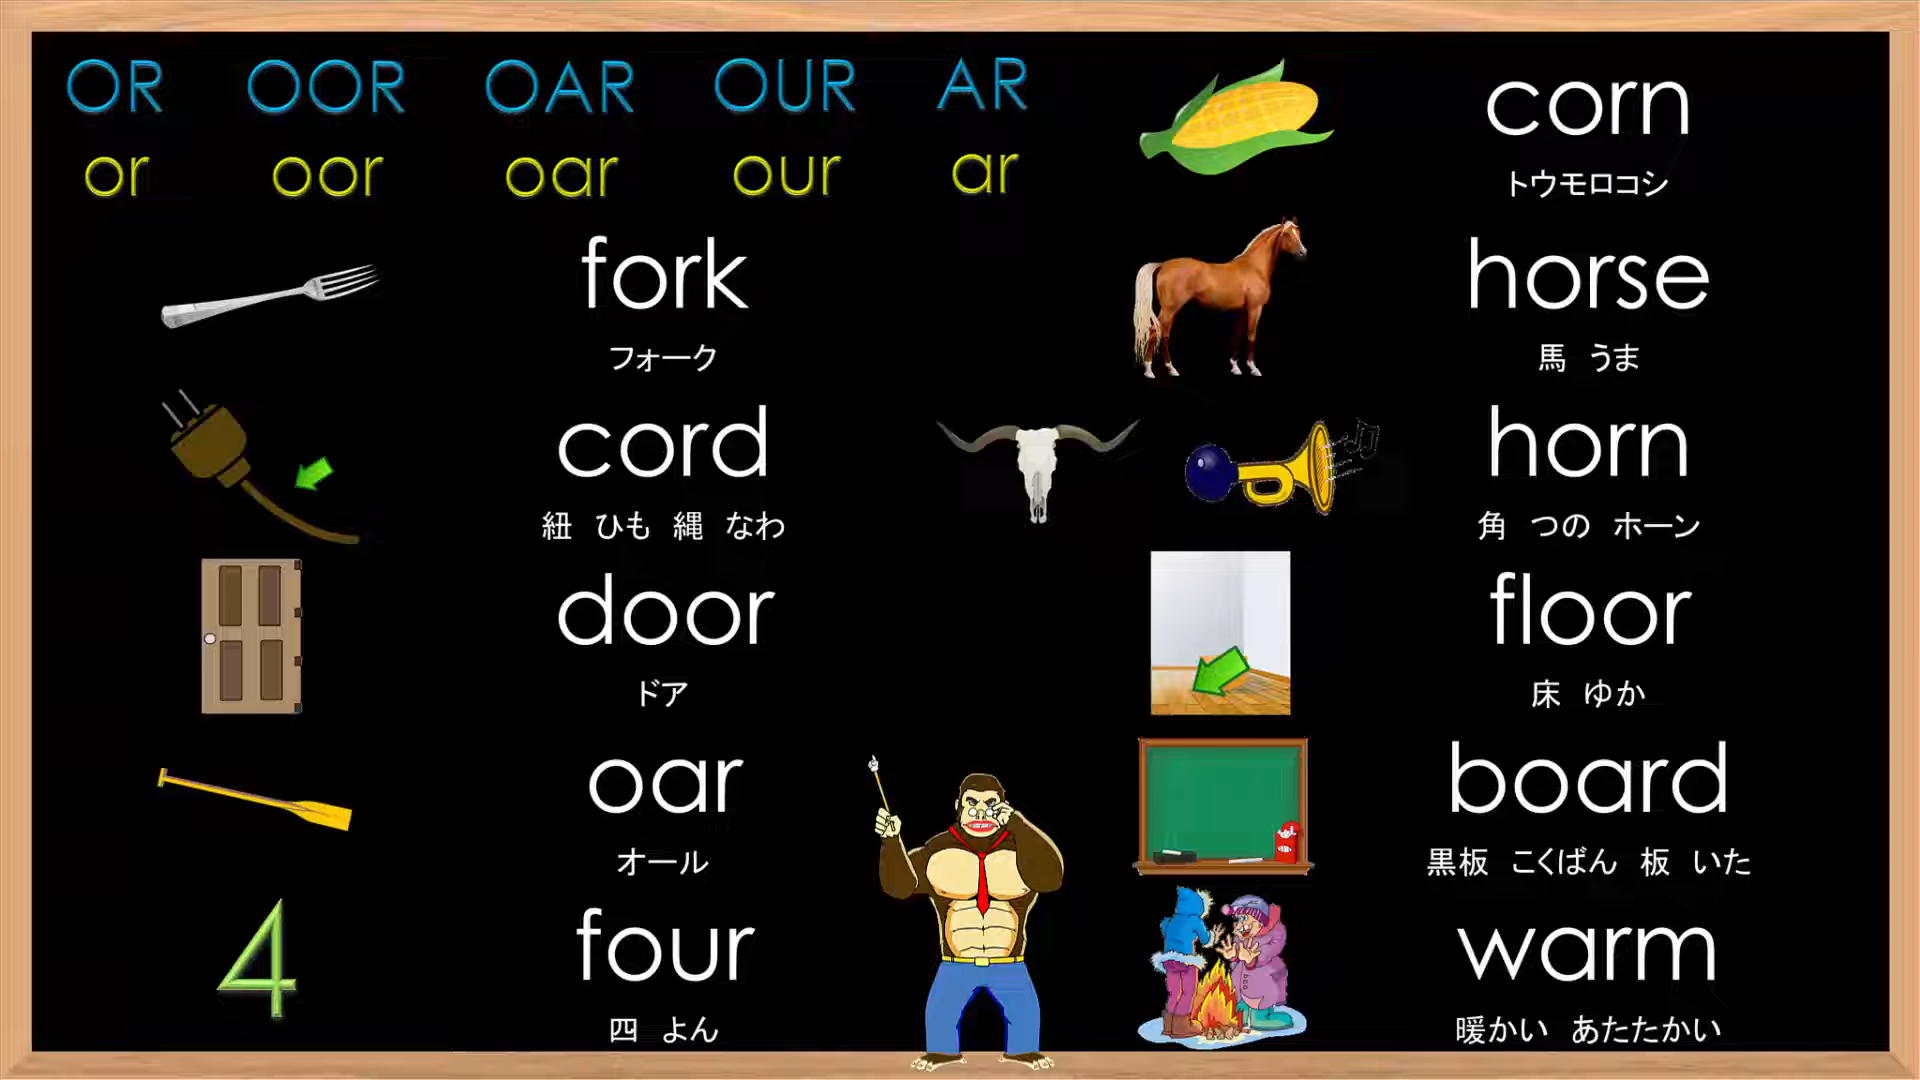 OR OOR OAR OUR AR
or oor oar our ar
fork
フォーク
cord
紐 ひも 縄 なわ
door
ドア
oar
オール
4
four
四 よん
corn
トウモロコシ
horse
馬 うま
horn
角 つの ホーン
floor
床 ゆか
board
黒板 こくばん 板 いた
warm
暖かい あたたかい